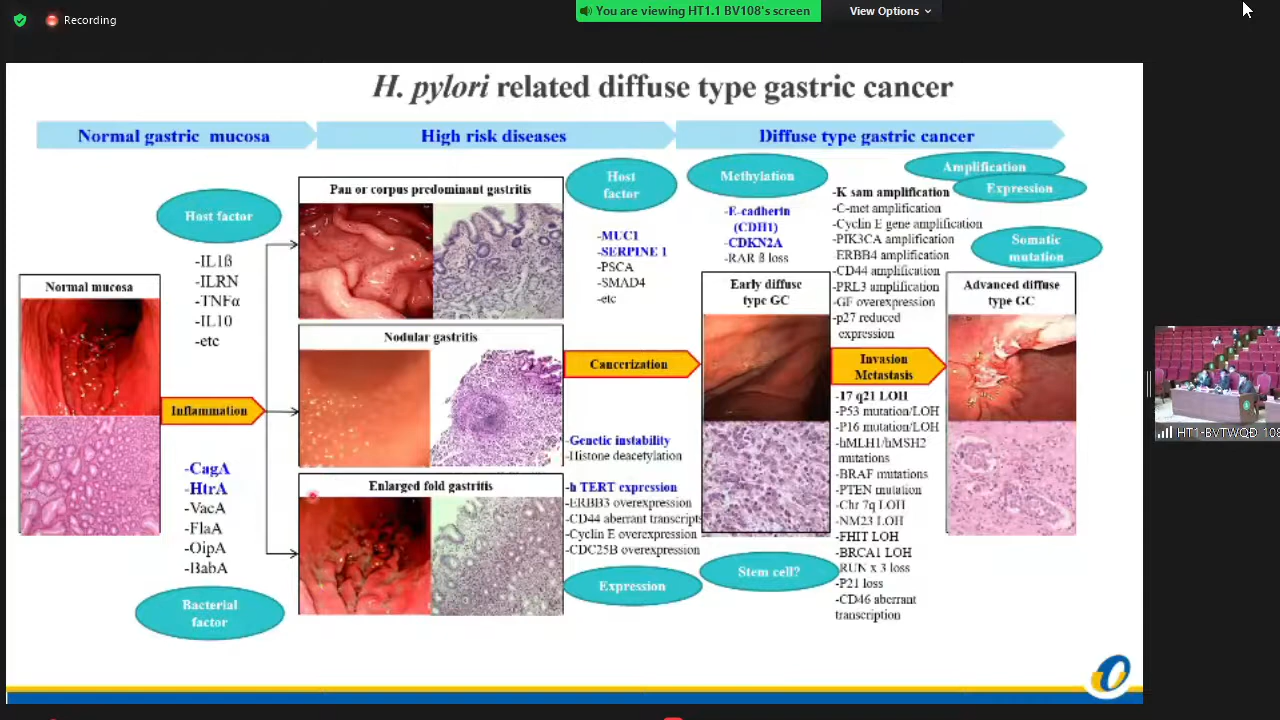 Recording
You are viewing HT1.1 BV108's screen
View Options
H. pylori related diffuse type gastric cancer
Normal gastric mucosa
High risk diseases
Diffuse type gastric cancer
Normal mucosa
Host factor
-IL1ß
-ILRN
-TNFα
-IL10
-etc
Inflammation
-CagA
-HtrA
-VacA
-FlaA
-OipA
-BabA
Bacterial
factor
Pan or corpus predominant gastritis
Nodular gastritis
Enlarged fold gastritis
Host
factor
-MUC1
-SERPINE 1
-PSCA
-SMAD4
-etc
Cancerization
-Genetic instability
-Histone deacetylation
-h TERT expression
-ERBB3 overexpression
-CD44 aberrant transcripts
-Cyclin E overexpression
-CDC25B overexpression
Expression
Methylation
-E-cadherin
(CDH1)
-CDKN2A
-RAR ß loss
Early diffuse
type GC
Stem cell?
Amplification
Expression
-K sam amplification
-C-met amplification
-Cyclin E gene amplification
-PIK3CA amplification
ERBB4 amplification
-CD44 amplification
-PRL3 amplification
-GF overexpression
-p27 reduced
expression
Somatic
mutation
Invasion
Metastasis
-17 q21 LOH
-P53 mutation/LOH
-P16 mutation/LOH
-hMLH1/hMSH2
mutations
-BRAF mutations
-PTEN mutation
-Chr 7q LOH
-NM23 LOH
-FHIT LOH
-BRCA1 LOH
-RUN x 3 loss
-P21 loss
-CD46 aberrant
transcription
Advanced diffuse
type GC
HT1-BVTWQĐ 108